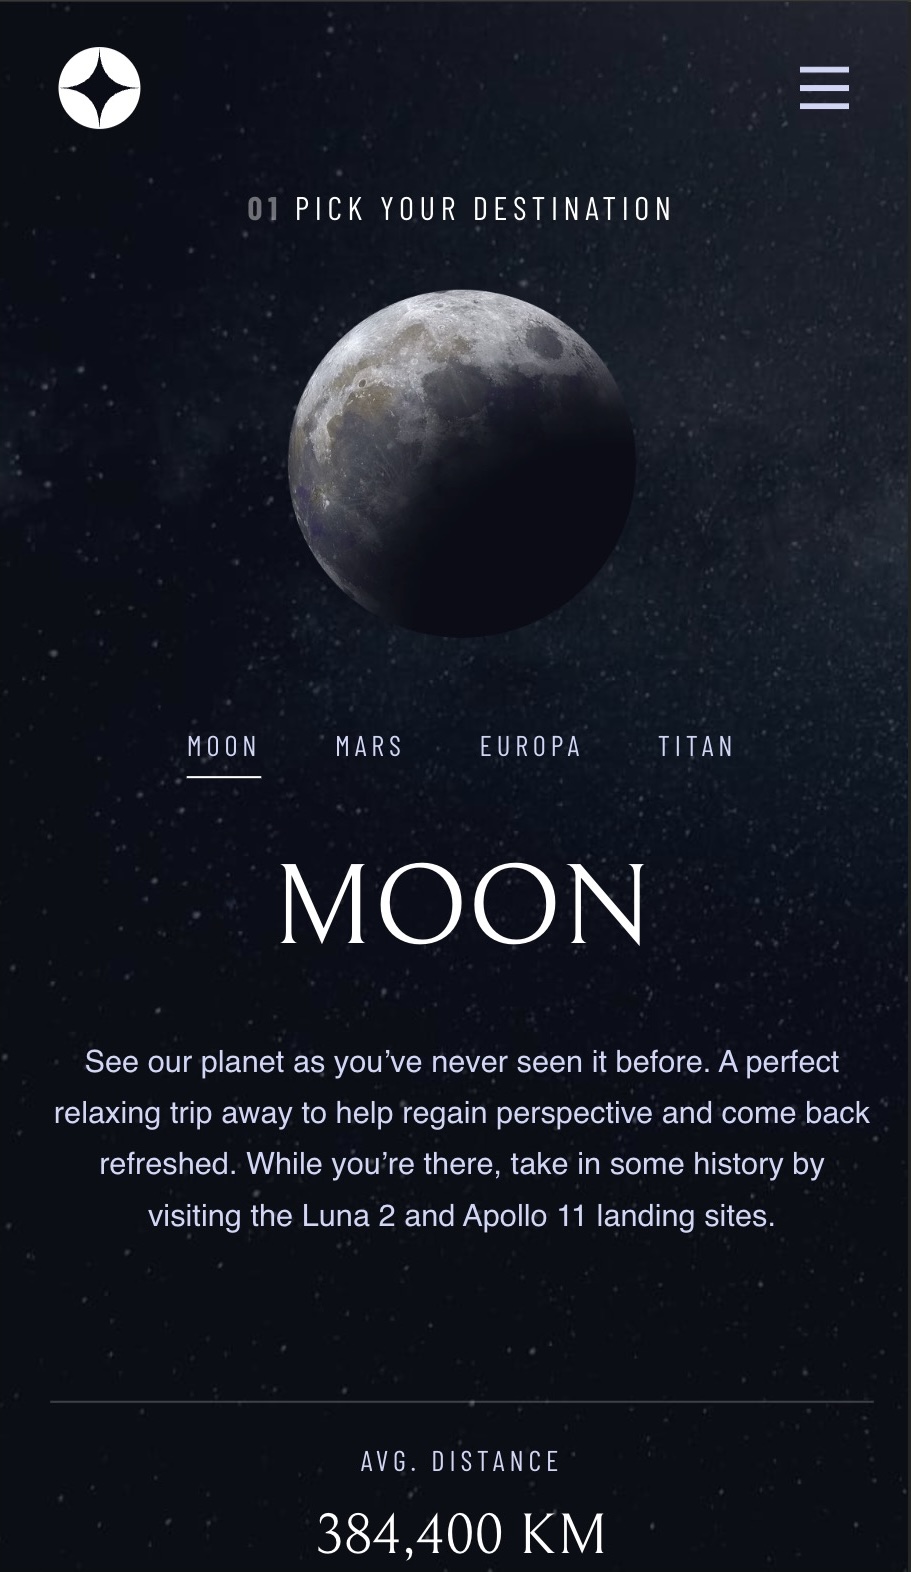 01 PICK YOUR DESTINATION
MOON MARS EUROPA TITAN
MOON
See our planet as you’ve never seen it before. A perfect
relaxing trip away to help regain perspective and come back
refreshed. While you’re there, take in some history by
visiting the Luna 2 and Apollo 11 landing sites.
AVG. DISTANCE
384,400 KM